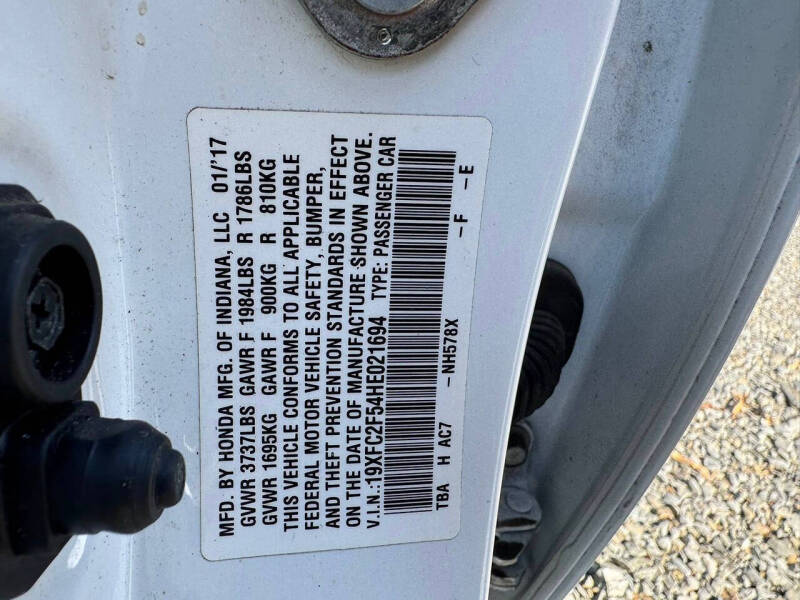 MFD. BY HONDA MFG. OF INDIANA, LLC 01/'17
GVWR 3737LBS GAWR F 1984LBS R 1786LBS
GVWR 1695KG GAWR F 900KG R 810KG
THIS VEHICLE CONFORMS TO ALL APPLICABLE
FEDERAL MOTOR VEHICLE SAFETY, BUMPER,
AND THEFT PREVENTION STANDARDS IN EFFECT
ON THE DATE OF MANUFACTURE SHOWN ABOVE.
V.I.N.:19XFC2F54HE021694 TYPE: PASSENGER CAR
TBA H AC7 -NH578X -F -E